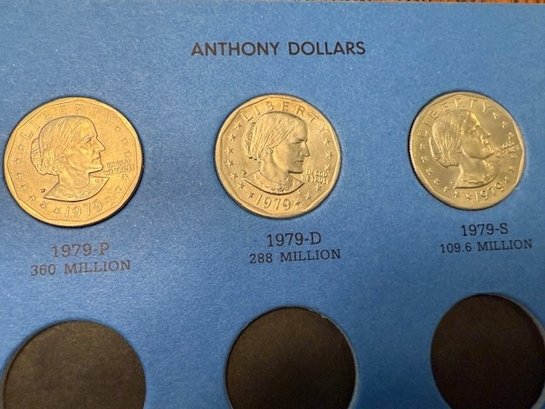 ANTHONY DOLLARS
LIBERTY
1979
LIBERTY
1979
LIBERTY
1979
1979-P
360 MILLION
1979-D
288 MILLION
1979-S
109.6 MILLION